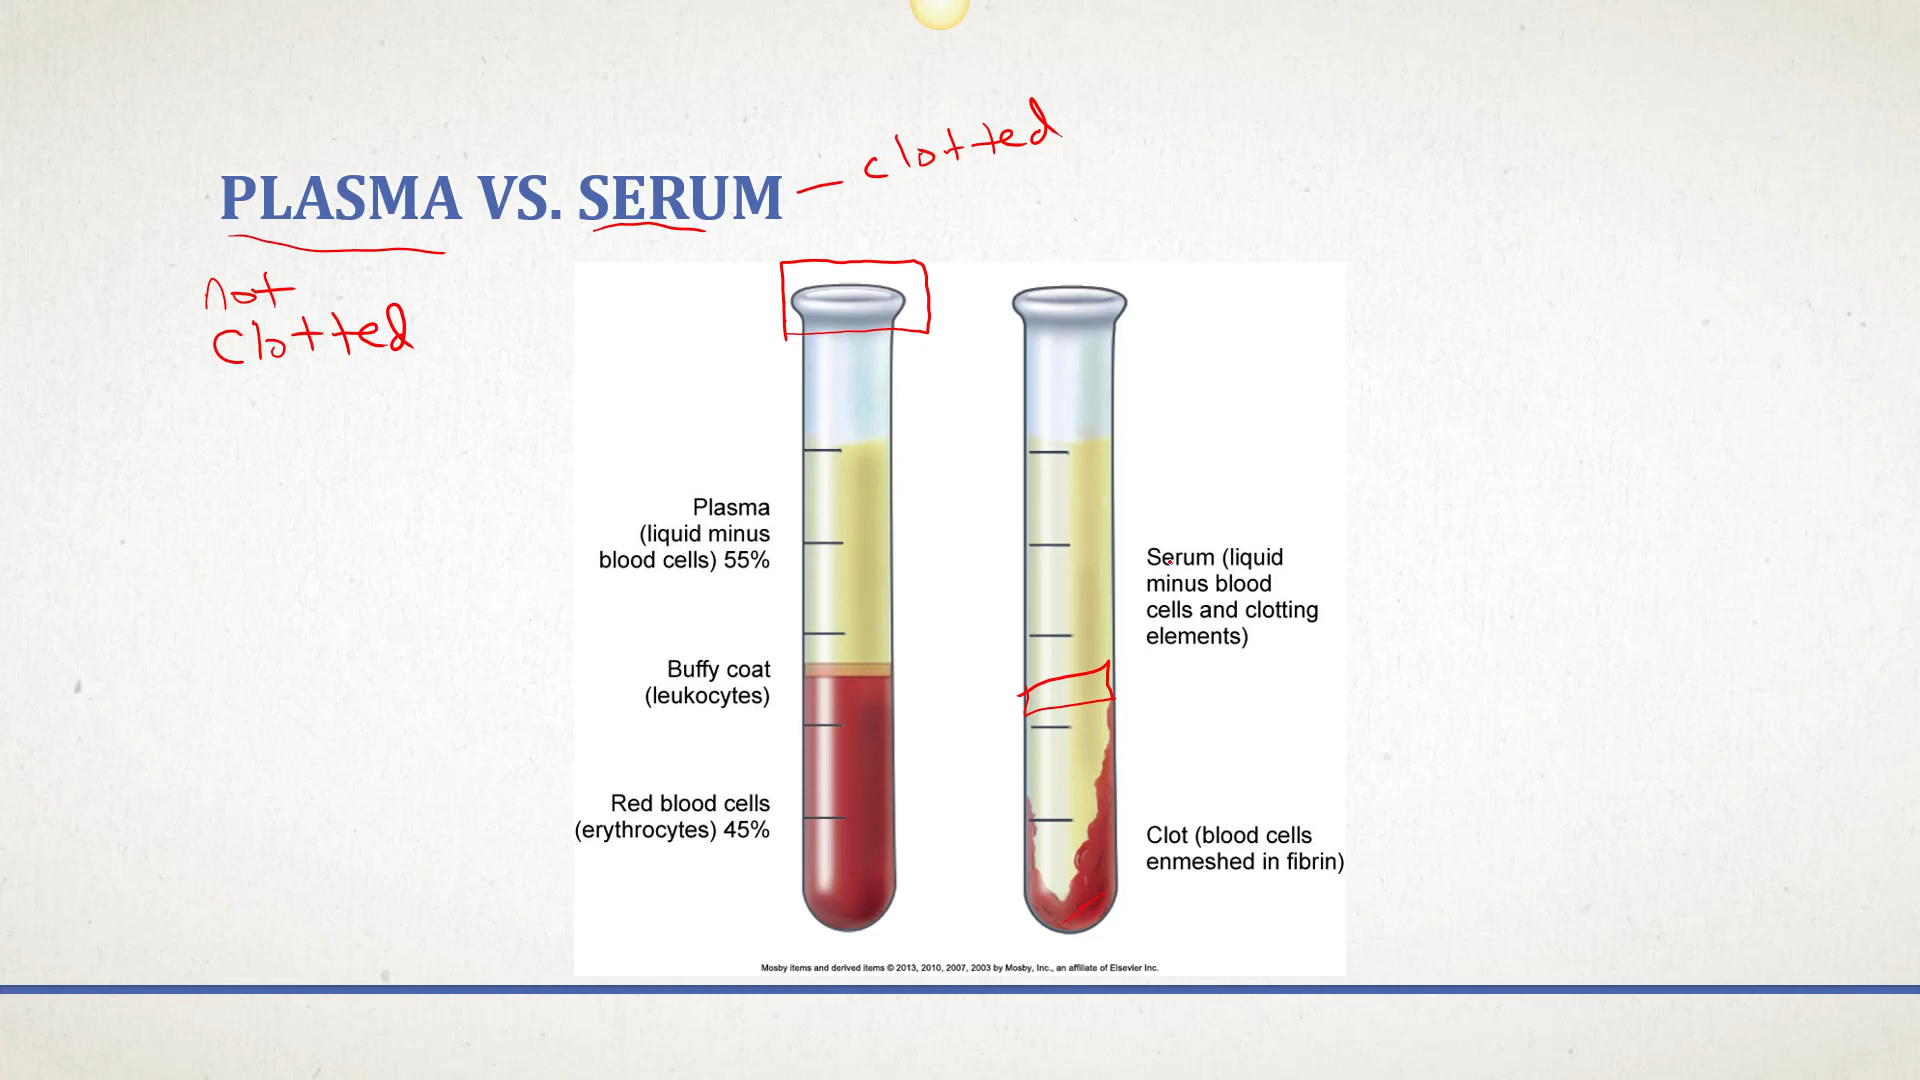 clotted
PLASMA VS. SERUM
not
clotted
Plasma
(liquid minus
blood cells) 55%
Buffy coat
(leukocytes)
Red blood cells
(erythrocytes) 45%
Serum (liquid
minus blood
cells and clotting
elements)
Clot (blood cells
enmeshed in fibrin)
Mosby items and derived items © 2013, 2010, 2007, 2003 by Mosby, Inc., an affiliate of Elsevier Inc.